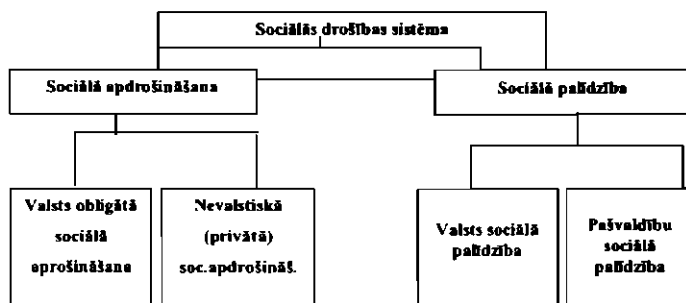 Sociālās drošības sistēma
Sociālā apdrošināšana
Sociālā palīdzība
Valsts obligātā
sociālā
aprošināšana
Nevalstiskā
(privātā)
soc.apdrošināš.
Valsts sociālā
palīdzība
Pašvaldību
sociālā
palīdzība